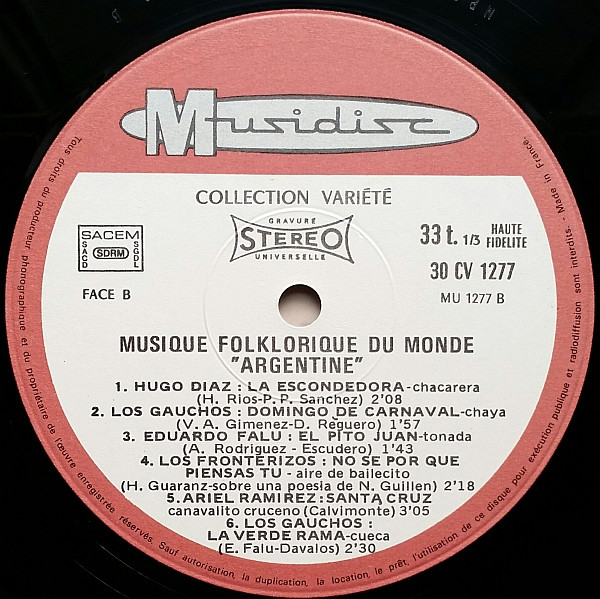 Musidisc
COLLECTION VARIÉTÉ
SACEM
SACD
SDRM
SGDL
GRAVURE
STEREO
UNIVERSELLE
33 t. 1/3
HAUTE
FIDELITE
30 CV 1277
MU 1277 B
FACE B
MUSIQUE FOLKLORIQUE DU MONDE
"ARGENTINE"
1. HUGO DIAZ : LA ESCONDEDORA-chacarera
(H. Rios-P. P. Sanchez) 2'08
2. LOS GAUCHOS : DOMINGO DE CARNAVAL-chaya
(V. A. Gimenez-D. Reguero) 1'57
3. EDUARDO FALU : EL PITO JUAN-tonada
(A. Rodriguez - Escudero) 1'43
4. LOS FRONTERIZOS : NO SE POR QUE
PIENSAS TU - aire de bailecito
(H. Guaranz-sobre una poesia de N. Guillen) 2'18
5. ARIEL RAMIREZ : SANTA CRUZ
canavalito cruceno (Calvimonte) 3'05
6. LOS GAUCHOS :
LA VERDE RAMA-cueca
(E. Falu-Davalos) 2'30
Tous droits du producteur phonographique et du propriétaire de l'œuvre enregistrée réservés. Sauf autorisation, la duplication, la location, le prêt, l'utilisation de ce disque pour exécution publique et radiodiffusion sont interdits - Made in France.